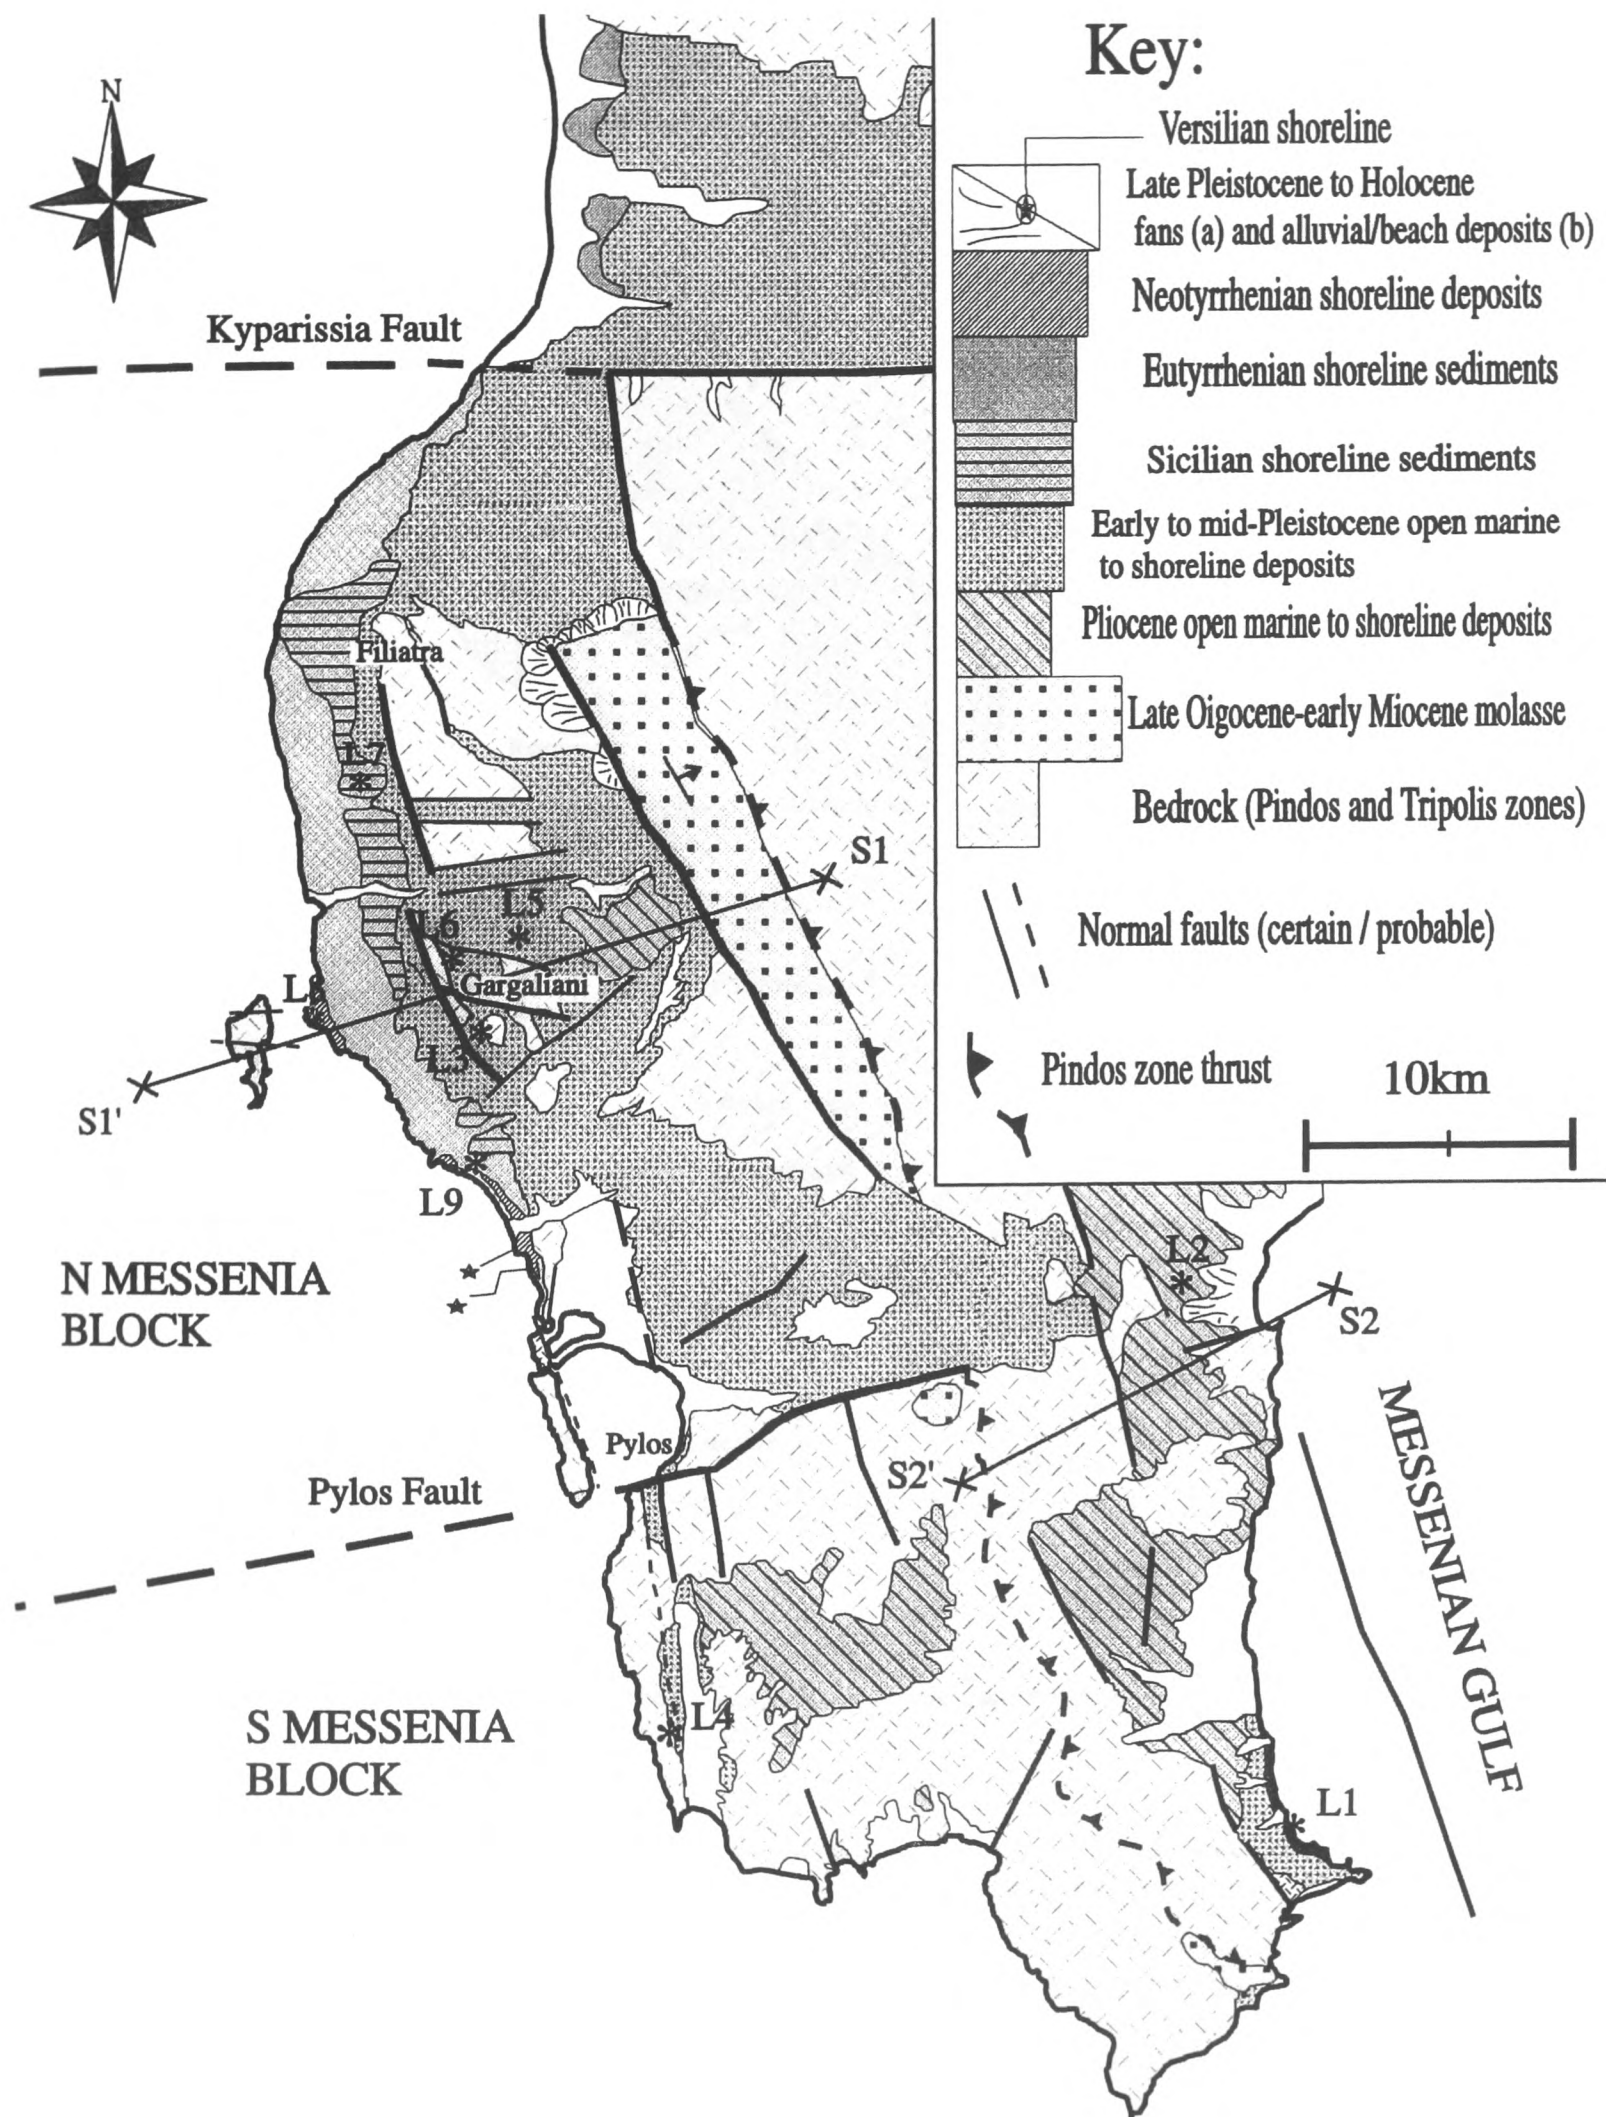 Key:
N
Versilian shoreline
Late Pleistocene to Holocene
fans (a) and alluvial/beach deposits (b)
Neotyrrhenian shoreline deposits
Kyparissia Fault
Eutyrrhenian shoreline sediments
Sicilian shoreline sediments
Early to mid-Pleistocene open marine
to shoreline deposits
Pliocene open marine to shoreline deposits
Filiatra
Late Oigocene-early Miocene molasse
L7
Bedrock (Pindos and Tripolis zones)
S1
L5
L6
Normal faults (certain / probable)
Gargaliani
L3
Pindos zone thrust
10km
S1'
L9
N MESSENIA
BLOCK
L2
S2
MESSENIAN GULF
Pylos
S2'
Pylos Fault
L4
S MESSENIA
BLOCK
L1